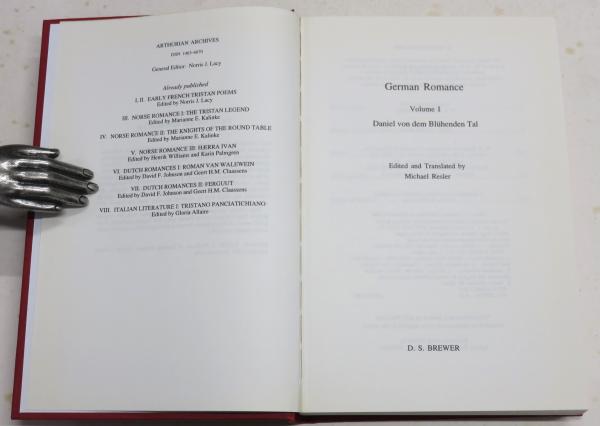 ARTHURIAN ARCHIVES
ISSN 1463-6670
General Editor: Norris J. Lacy
Already published
I. II. EARLY FRENCH TRISTAN POEMS
Edited by Norris J. Lacy
III. NORSE ROMANCE I: THE TRISTAN LEGEND
Edited by Marianne E. Kalinke
IV. NORSE ROMANCE II: THE KNIGHTS OF THE ROUND TABLE
Edited by Marianne E. Kalinke
V. NORSE ROMANCE III: HÆRRA IVAN
Edited by Henrik Williams and Karin Palmgren
VI. DUTCH ROMANCES I: ROMAN VAN WALEWEIN
Edited by David F. Johnson and Geert H.M. Claassens
VII. DUTCH ROMANCES II: FERGUUT
Edited by David F. Johnson and Geert H.M. Claassens
VIII. ITALIAN LITERATURE I: TRISTANO PANCIATICHIANO
Edited by Gloria Allaire
German Romance
Volume I
Daniel von dem Blühenden Tal
Edited and Translated by
Michael Resler
D. S. BREWER